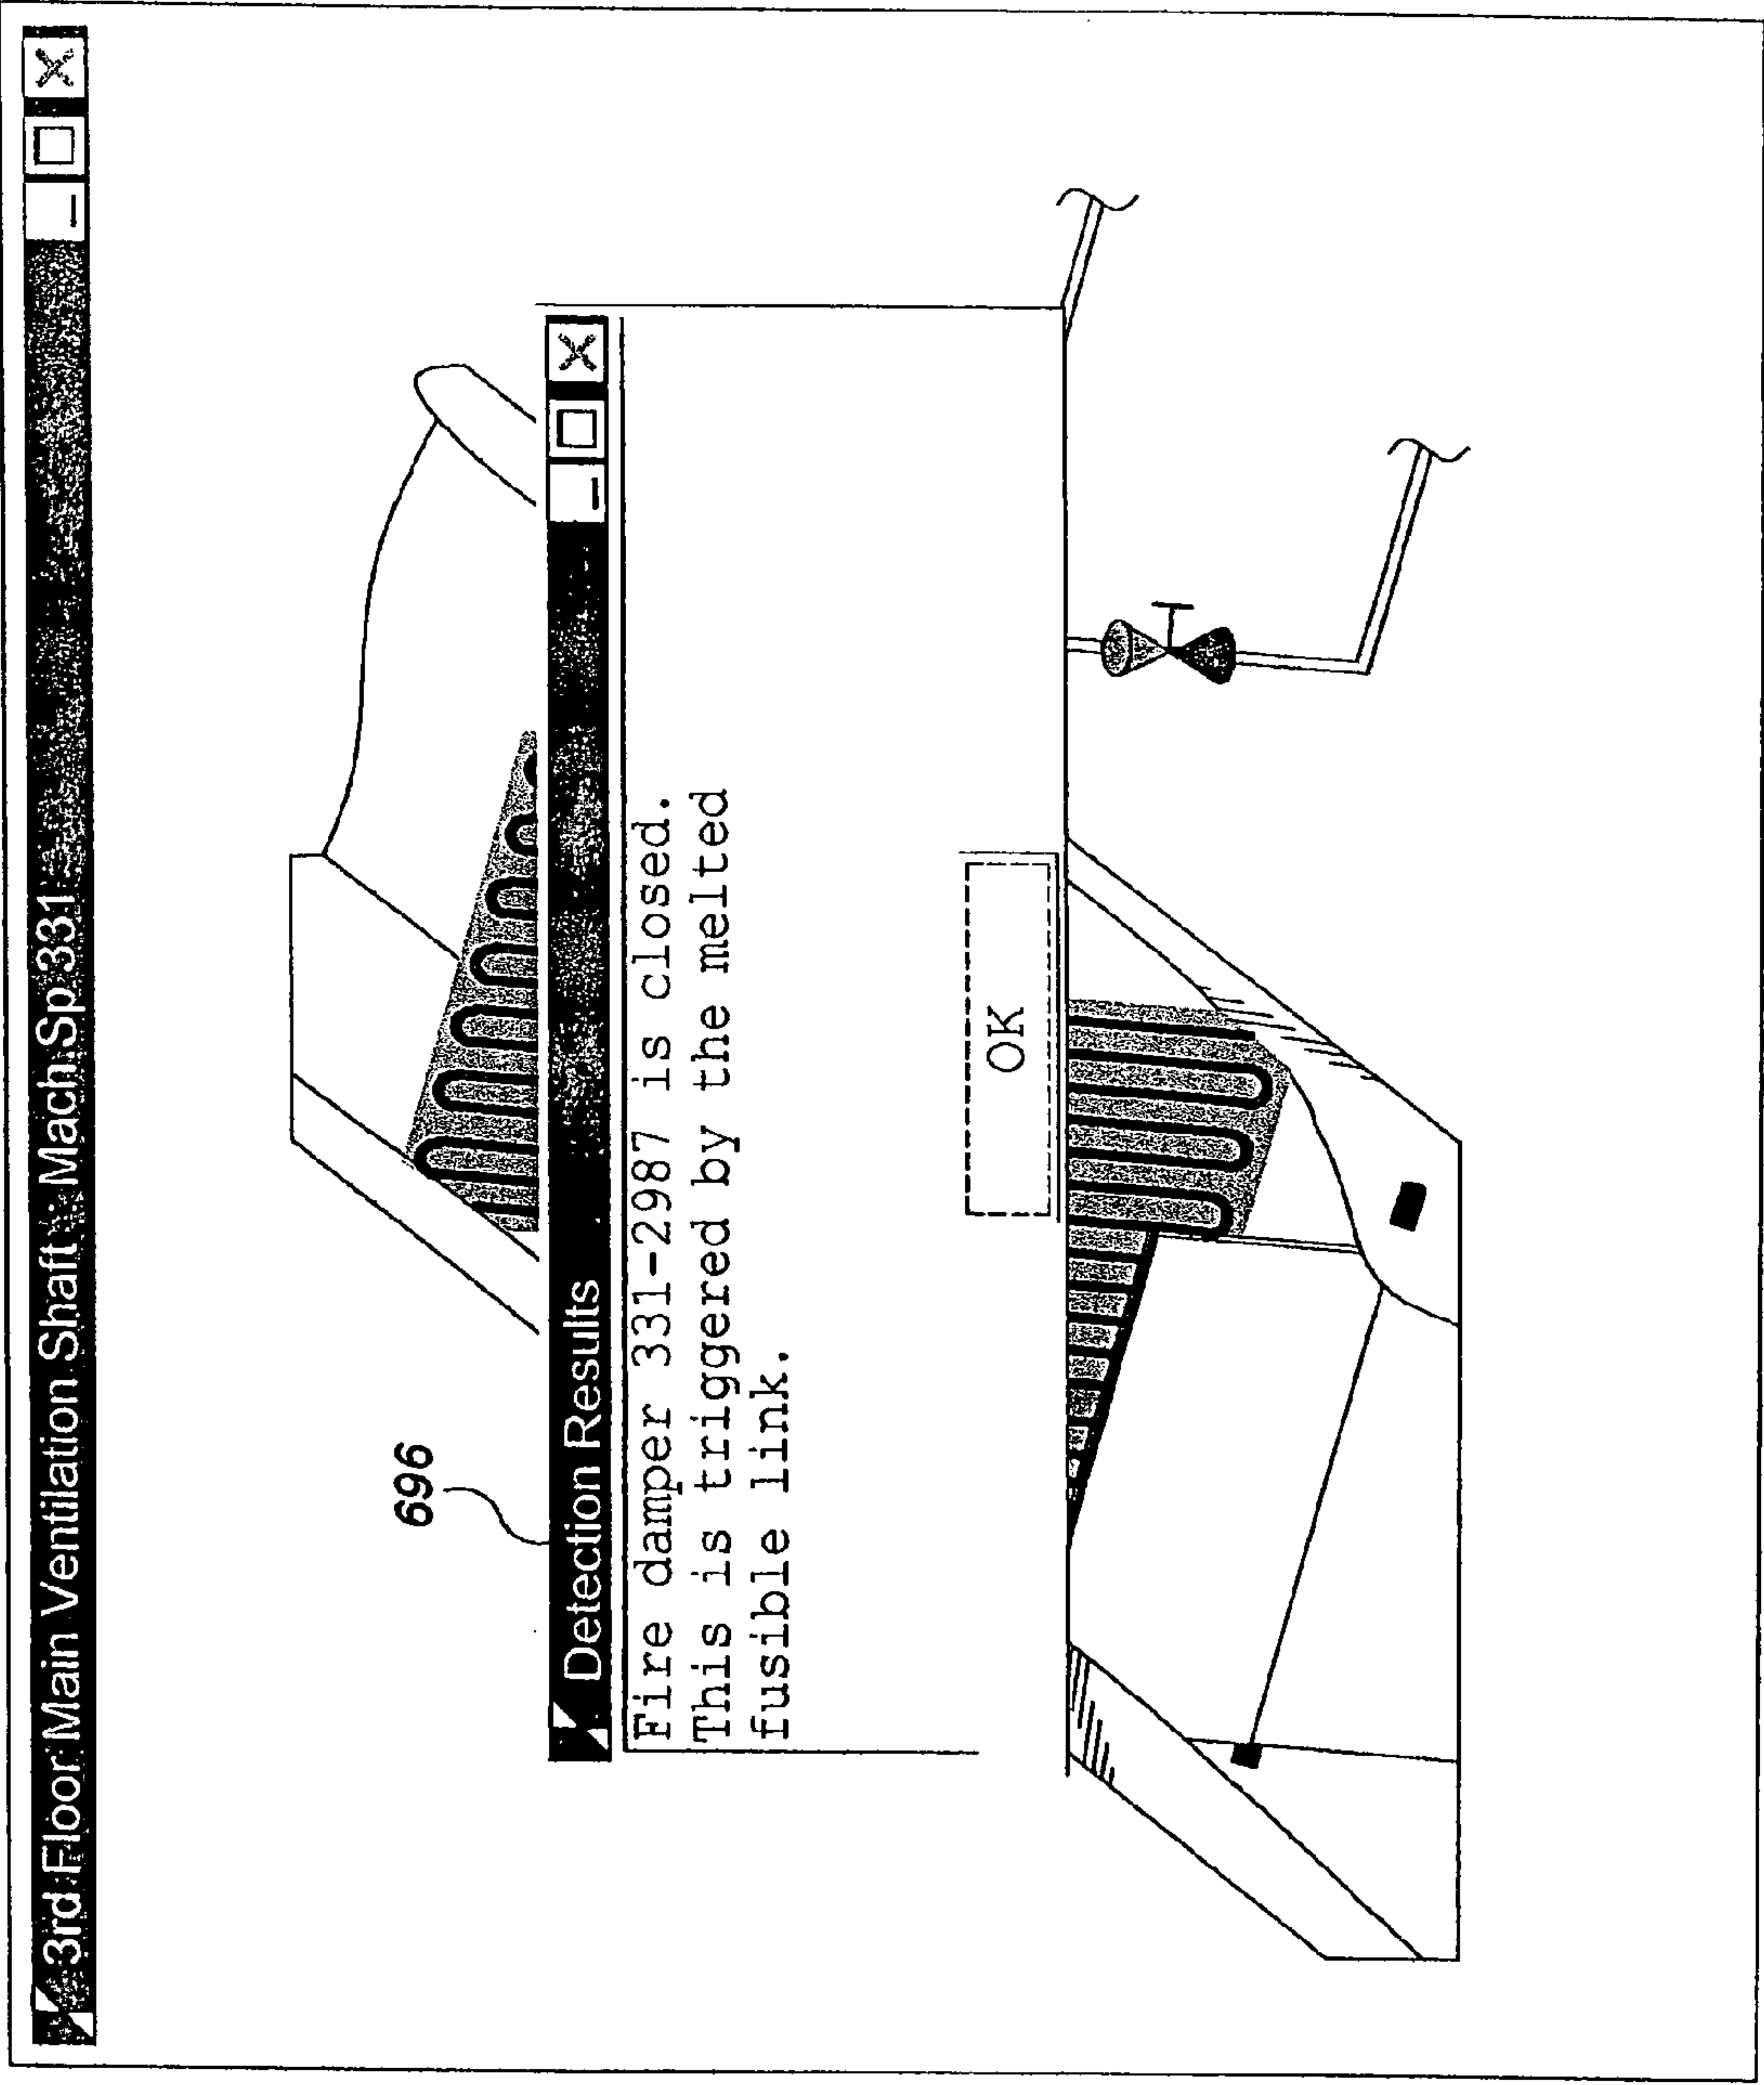 3rd Floor Main Ventilation Shaft : Mach Sp 331
696
Detection Results
Fire damper 331-2987 is closed.
This is triggered by the melted
fusible link.
OK